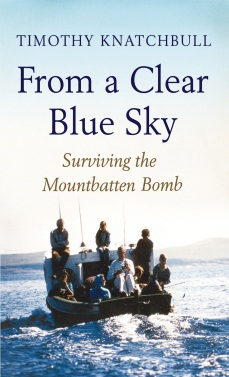 TIMOTHY KNATCHBULL
From a Clear
Blue Sky
Surviving the
Mountbatten Bomb